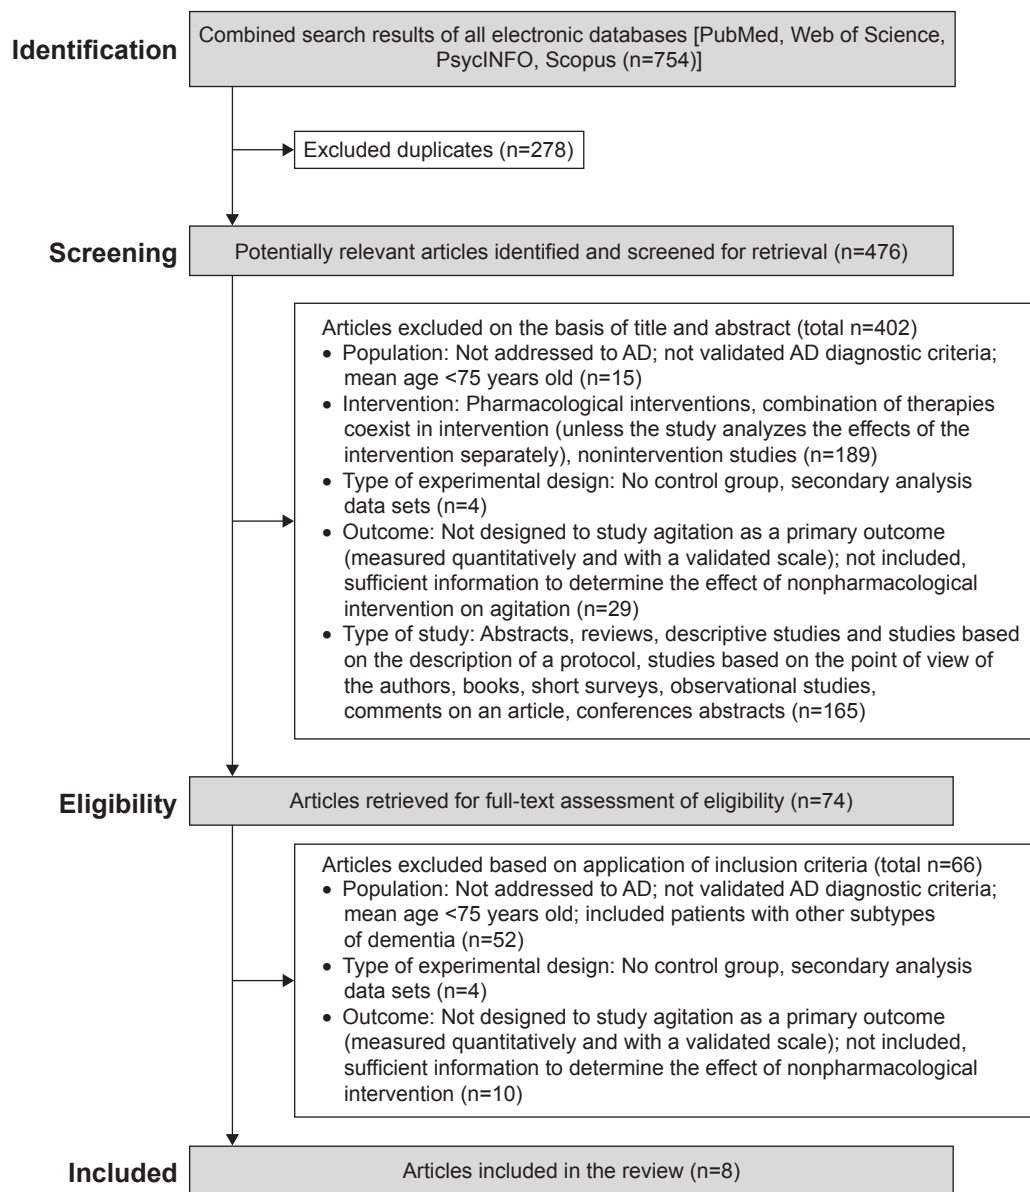 Identification
Combined search results of all electronic databases [PubMed, Web of Science,
PsycINFO, Scopus (n=754)]
Excluded duplicates (n=278)
Screening
Potentially relevant articles identified and screened for retrieval (n=476)
Articles excluded on the basis of title and abstract (total n=402)
• Population: Not addressed to AD; not validated AD diagnostic criteria;
mean age <75 years old (n=15)
• Intervention: Pharmacological interventions, combination of therapies
coexist in intervention (unless the study analyzes the effects of the
intervention separately), nonintervention studies (n=189)
• Type of experimental design: No control group, secondary analysis
data sets (n=4)
• Outcome: Not designed to study agitation as a primary outcome
(measured quantitatively and with a validated scale); not included,
sufficient information to determine the effect of nonpharmacological
intervention on agitation (n=29)
• Type of study: Abstracts, reviews, descriptive studies and studies based
on the description of a protocol, studies based on the point of view of
the authors, books, short surveys, observational studies,
comments on an article, conferences abstracts (n=165)
Eligibility
Articles retrieved for full-text assessment of eligibility (n=74)
Articles excluded based on application of inclusion criteria (total n=66)
• Population: Not addressed to AD; not validated AD diagnostic criteria;
mean age <75 years old; included patients with other subtypes
of dementia (n=52)
• Type of experimental design: No control group, secondary analysis
data sets (n=4)
• Outcome: Not designed to study agitation as a primary outcome
(measured quantitatively and with a validated scale); not included,
sufficient information to determine the effect of nonpharmacological
intervention (n=10)
Included
Articles included in the review (n=8)